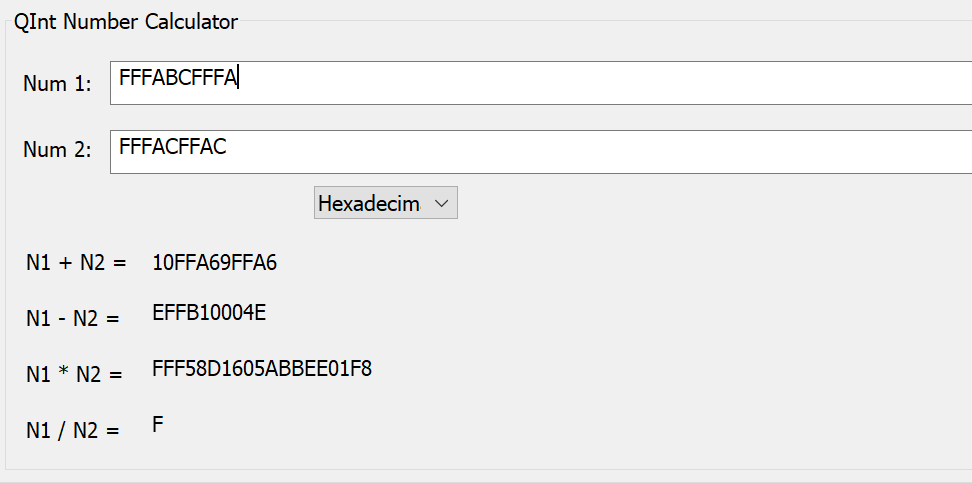 QInt Number Calculator
Num 1: FFFABCFFFA
Num 2: FFFACFFAC
Hexadecim
N1 + N2 = 10FFA69FFA6
N1 - N2 = EFFB10004E
N1 * N2 = FFF58D1605ABBEE01F8
N1 / N2 = F